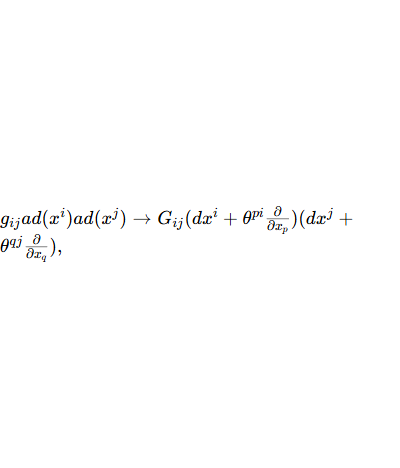 $g_{ij}ad(x^i)ad(x^j) \rightarrow G_{ij}(dx^i + \theta^{pi}\frac{\partial}{\partial x_p})(dx^j +$
$\theta^{qj}\frac{\partial}{\partial x_q}),$